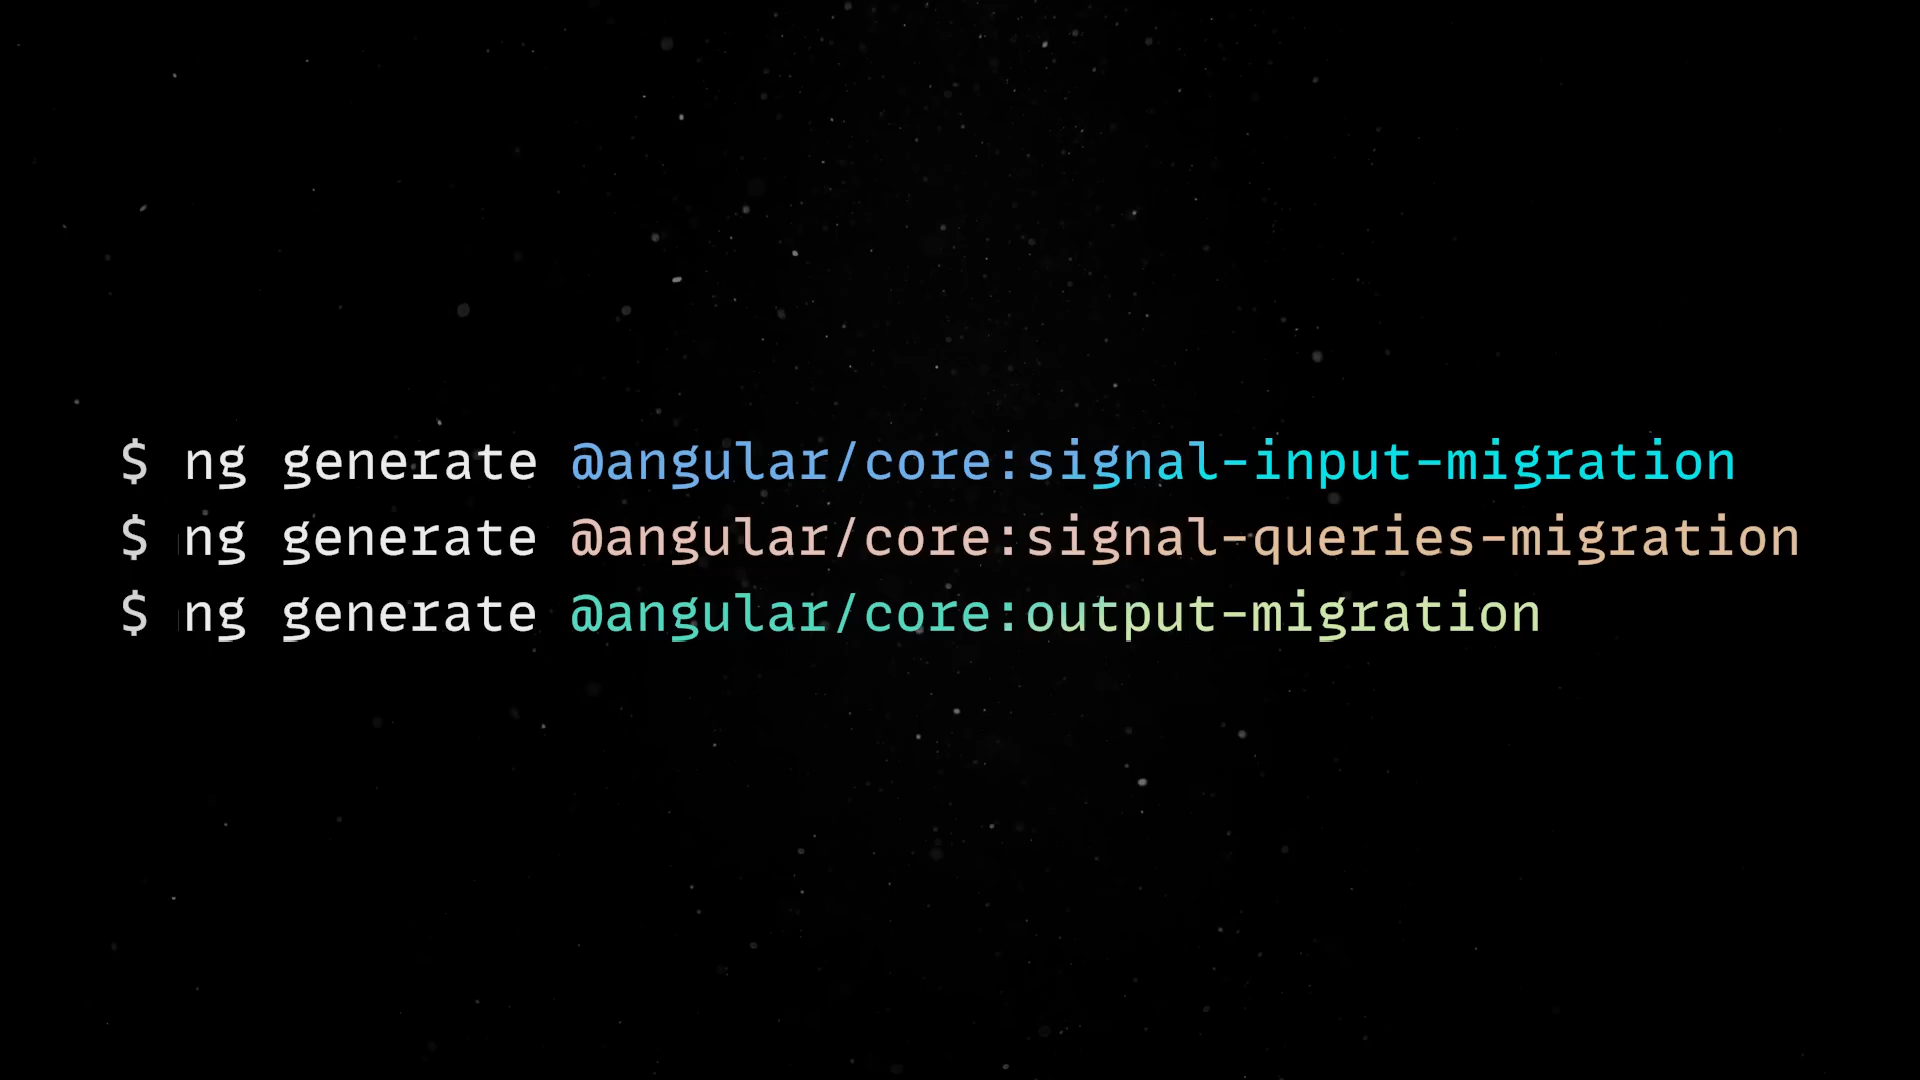 $ ng generate @angular/core:signal-input-migration
$ ng generate @angular/core:signal-queries-migration
$ ng generate @angular/core:output-migration